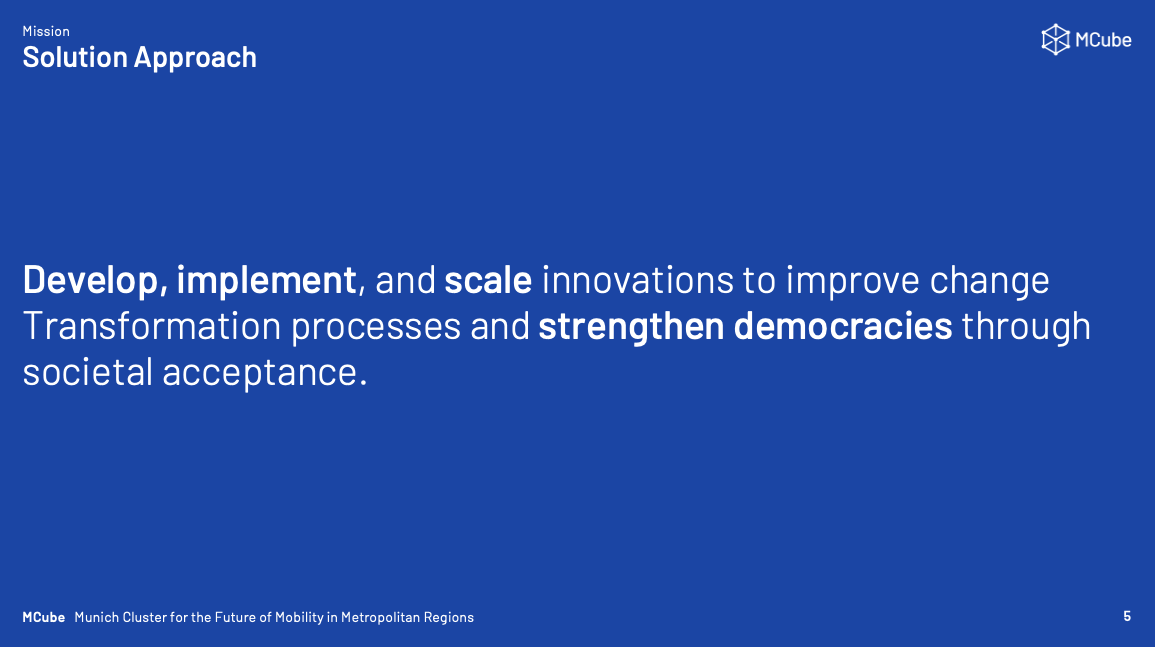 Mission
Solution Approach
MCube
Develop, implement, and scale innovations to improve change
Transformation processes and strengthen democracies through
societal acceptance.
MCube Munich Cluster for the Future of Mobility in Metropolitan Regions
5